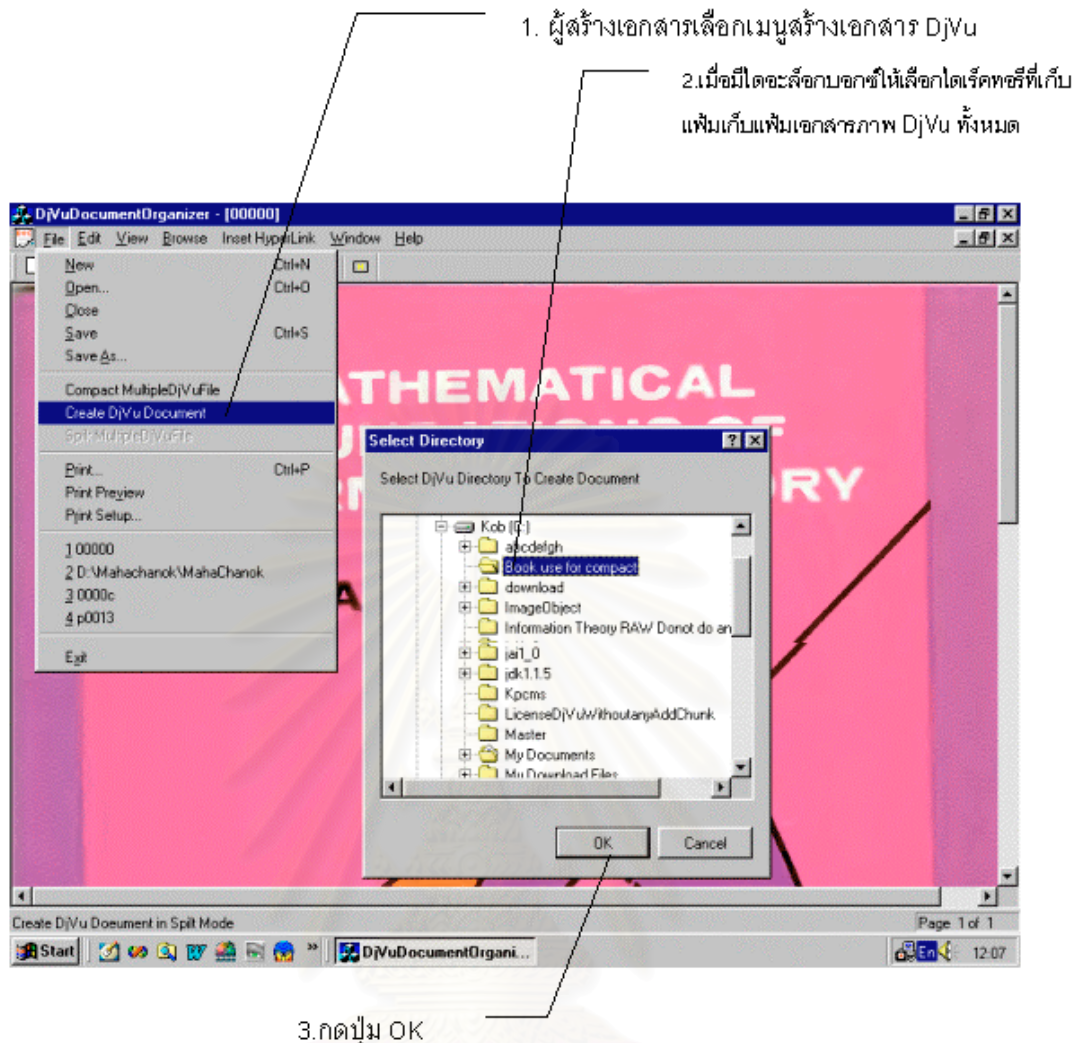 1. ผู้สร้างเอกสารเลือกเมนูสร้างเอกสาร DjVu
2.เมื่อมีไดอะล็อกบอกซ์ให้เลือกไดเร็คทอรีที่เก็บ
แฟ้มเก็บแฟ้มเอกสารภาพ DjVu ทั้งหมด
DjVuDocumentOrganizer - [00000]
File Edit View Browse Inset HyperLink Window Help
New Ctrl+N
Open... Ctrl+O
Close
Save Ctrl+S
Save As...
Compact MultipleDjVuFile
Create DjVu Document
Spilt MultipleDjVuFile
Print... Ctrl+P
Print Preview
Print Setup...
1 00000
2 D:\Mahachanok\MahaChanok
3 0000c
4 p0013
Exit
THEMATICAL
RY
Select Directory
Select DjVu Directory To Create Document
Kob (C:)
abcdefgh
Book use for compact
download
ImageObject
Information Theory RAW Donot do an
jai1_0
jdk1.1.5
Kpcms
LicenseDjVuWithoutanyAddChunk
Master
My Documents
My Download Files
OK Cancel
Create DjVu Doeument in Spilt Mode Page 1 of 1
Start DjVuDocumentOrgani... En 12:07
3.กดปุ่ม OK